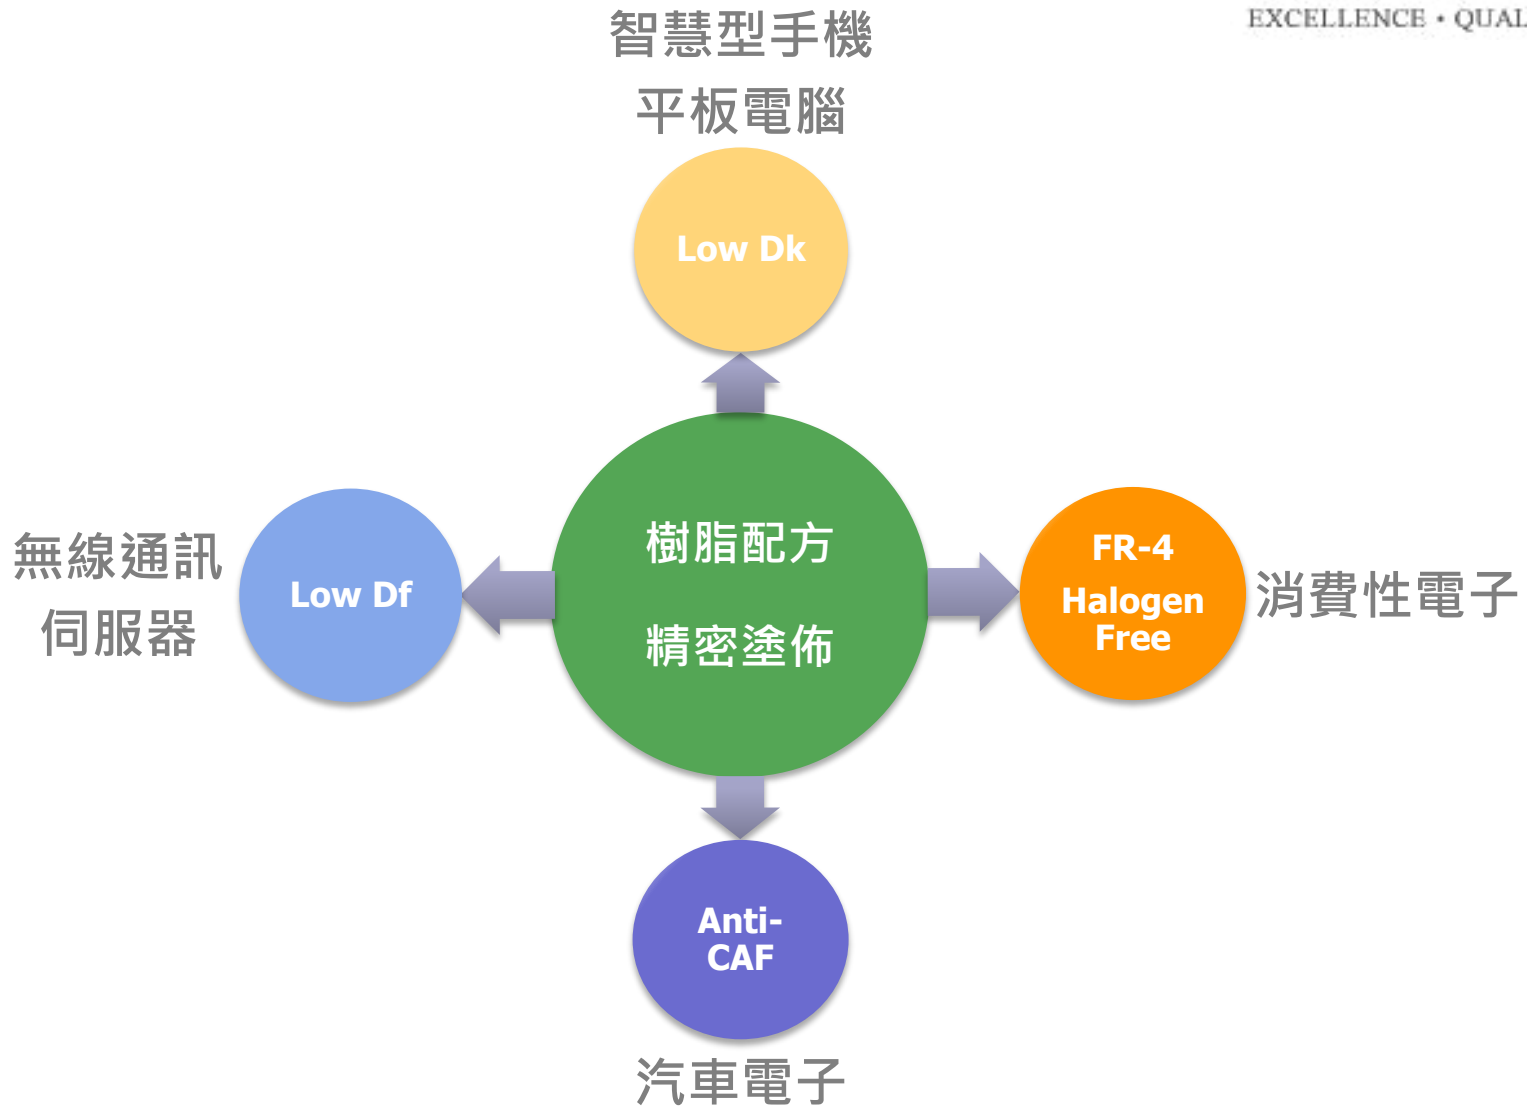 EXCELLENCE • QUAL
智慧型手機
平板電腦
Low Dk
無線通訊
伺服器
Low Df
樹脂配方
精密塗佈
FR-4
Halogen
Free
消費性電子
Anti-
CAF
汽車電子